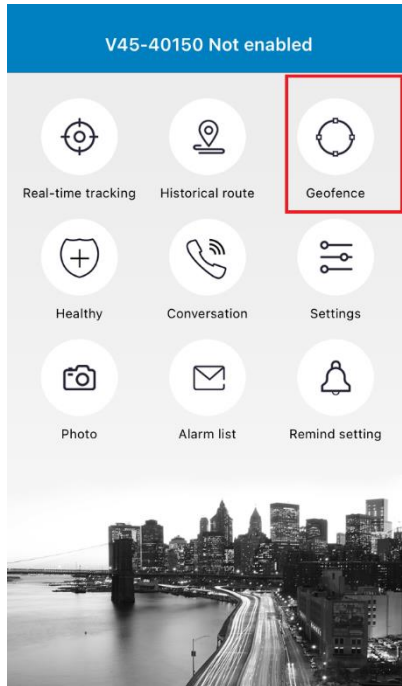 V45-40150 Not enabled
Real-time tracking
Historical route
Geofence
Healthy
Conversation
Settings
Photo
Alarm list
Remind setting